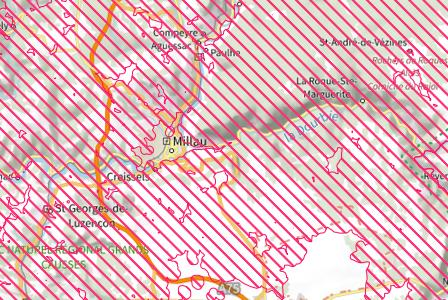 Compeyre
Aguessac
Paulhe
St-André-de-Vézines
La Roque-Ste-
Marguerite
la Dourbie
Millau
Creissels
St-Georges-de-
Luzençon
NATUREL RÉGIONAL GRANDS
CAUSSES
A75